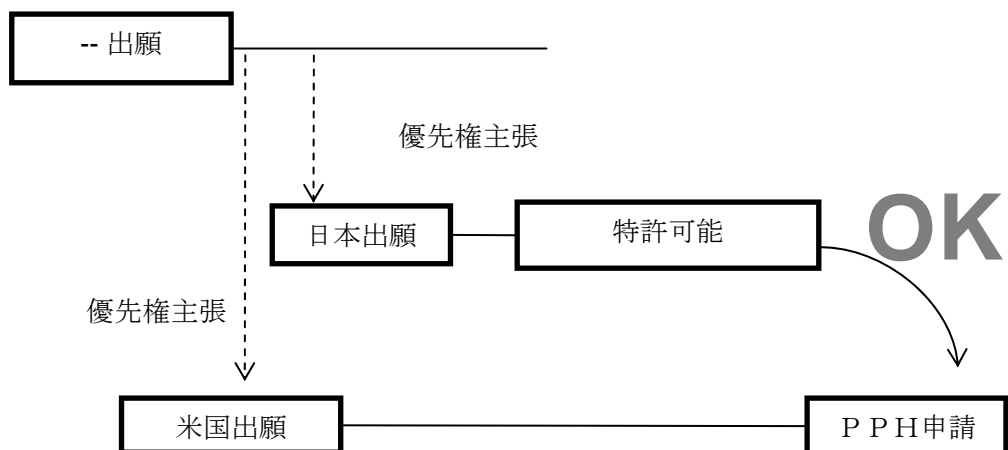 -- 出願
優先権主張
OK
日本出願
特許可能
優先権主張
米国出願
ＰＰＨ申請